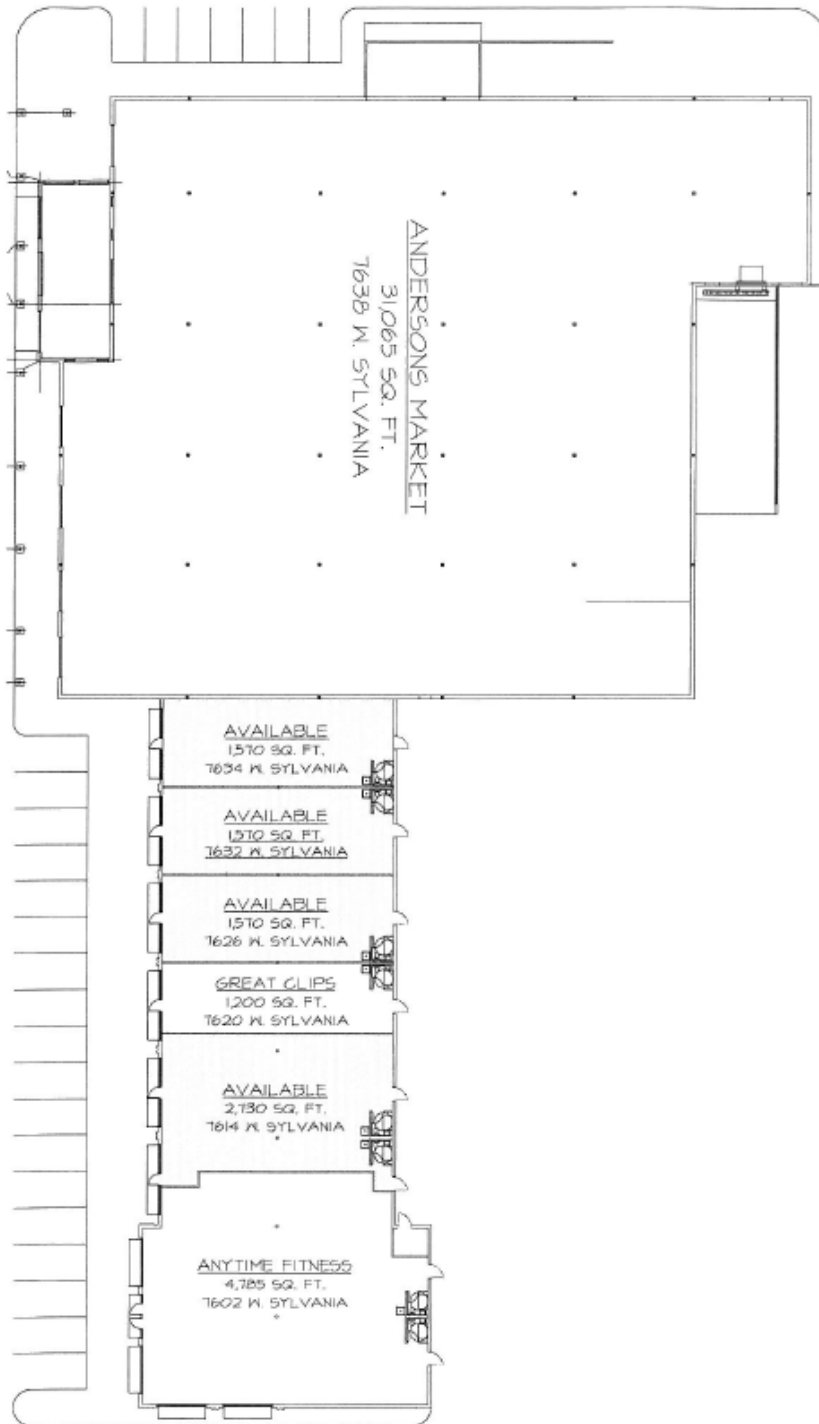 ANDERSONS MARKET
31,065 SQ. FT.
7638 W. SYLVANIA
AVAILABLE
1,570 SQ. FT.
7634 W. SYLVANIA
AVAILABLE
1,570 SQ. FT.
7632 W. SYLVANIA
AVAILABLE
1,570 SQ. FT.
7626 W. SYLVANIA
GREAT CLIPS
1,200 SQ. FT.
7620 W. SYLVANIA
AVAILABLE
2,730 SQ. FT.
7614 W. SYLVANIA
ANYTIME FITNESS
4,785 SQ. FT.
7602 W. SYLVANIA